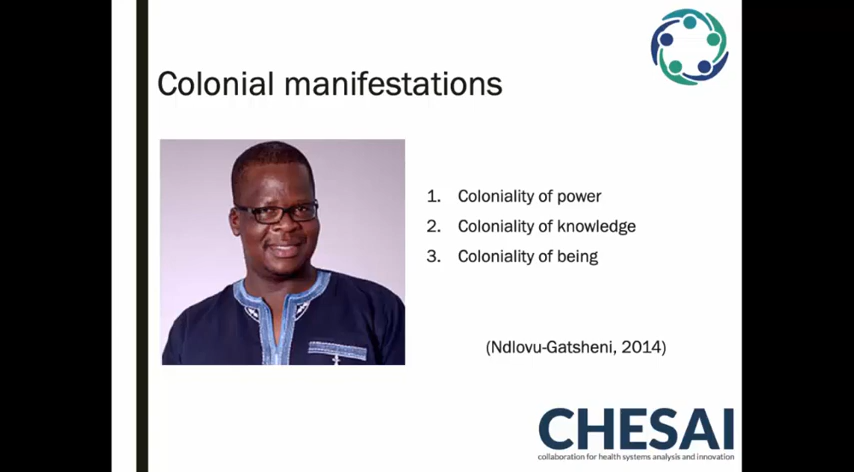 Colonial manifestations
1. Coloniality of power
2. Coloniality of knowledge
3. Coloniality of being
(Ndlovu-Gatsheni, 2014)
CHESAI
collaboration for health systems analysis and innovation